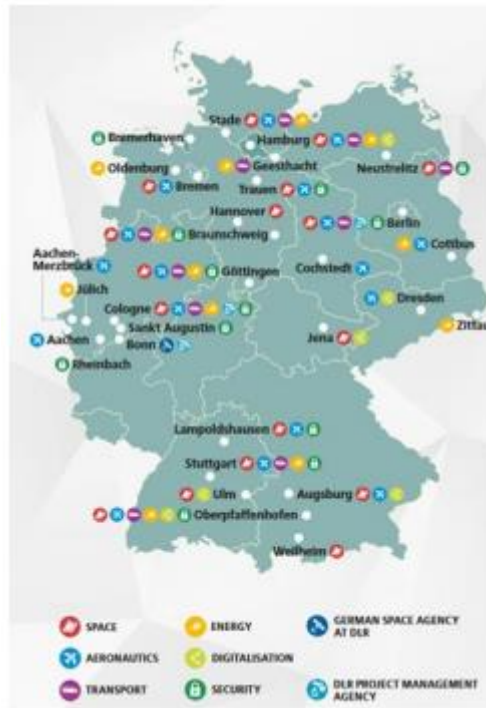 Stade
Bremerhaven
Hamburg
Oldenburg
Geesthacht
Neustrelitz
Bremen
Trauen
Hannover
Berlin
Braunschweig
Cottbus
Aachen-
Merzbrück
Göttingen
Cochstedt
Jülich
Cologne
Dresden
Sankt Augustin
Zittau
Aachen
Bonn
Jena
Rheinbach
Lampoldshausen
Stuttgart
Ulm
Augsburg
Oberpfaffenhofen
Weilheim
SPACE
ENERGY
GERMAN SPACE AGENCY
AT DLR
AERONAUTICS
DIGITALISATION
TRANSPORT
SECURITY
DLR PROJECT MANAGEMENT
AGENCY